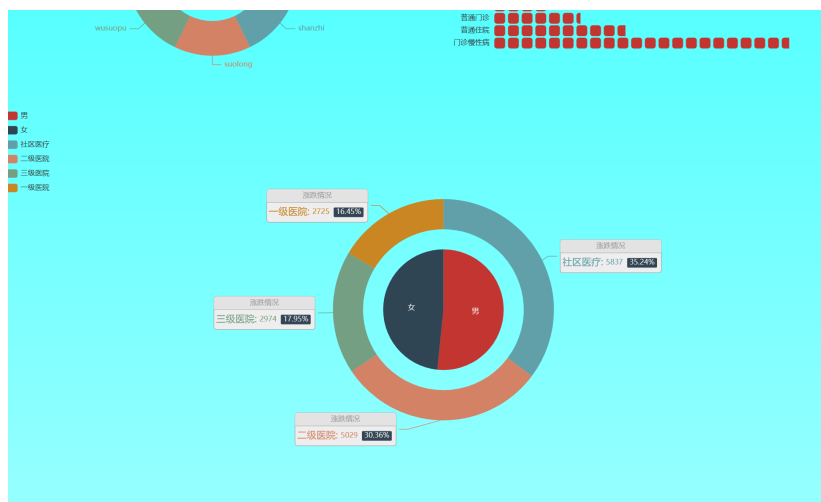 wusuopu
shanzhi
suolong
普通门诊
普通住院
门诊慢性病
男
女
社区医疗
二级医院
三级医院
一级医院
涨跌情况
一级医院: 2725 16.45%
涨跌情况
社区医疗: 5837 35.24%
女
男
涨跌情况
三级医院: 2974 17.95%
涨跌情况
二级医院: 5029 30.36%